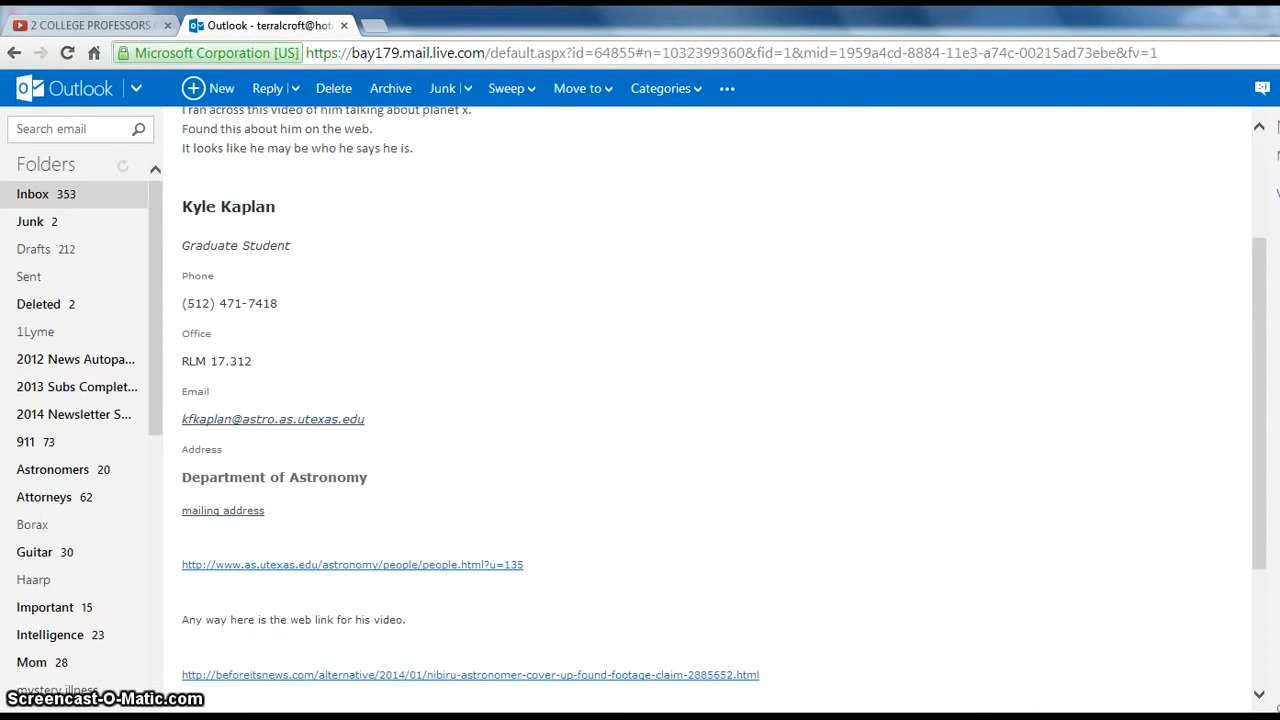 2 COLLEGE PROFESSORS
Outlook - terralcroft@hot
Microsoft Corporation [US]
https://bay179.mail.live.com/default.aspx?id=64855#n=1032399360&fid=1&mid=1959a4cd-8884-11e3-a74c-00215ad73ebe&fv=1
Outlook New Reply Delete Archive Junk Sweep Move to Categories
Search email
Folders
Inbox 353
Junk 2
Drafts 212
Sent
Deleted 2
1Lyme
2012 News Autopa...
2013 Subs Complet...
2014 Newsletter S...
911 73
Astronomers 20
Attorneys 62
Borax
Guitar 30
Haarp
Important 15
Intelligence 23
Mom 28
mystery illness
I ran across this video of him talking about planet x.
Found this about him on the web.
It looks like he may be who he says he is.
Kyle Kaplan
Graduate Student
Phone
(512) 471-7418
Office
RLM 17.312
Email
kfkaplan@astro.as.utexas.edu
Address
Department of Astronomy
mailing address
http://www.as.utexas.edu/astronomy/people/people.html?u=135
Any way here is the web link for his video.
http://beforeitsnews.com/alternative/2014/01/nibiru-astronomer-cover-up-found-footage-claim-2885652.html
Screencast-O-Matic.com